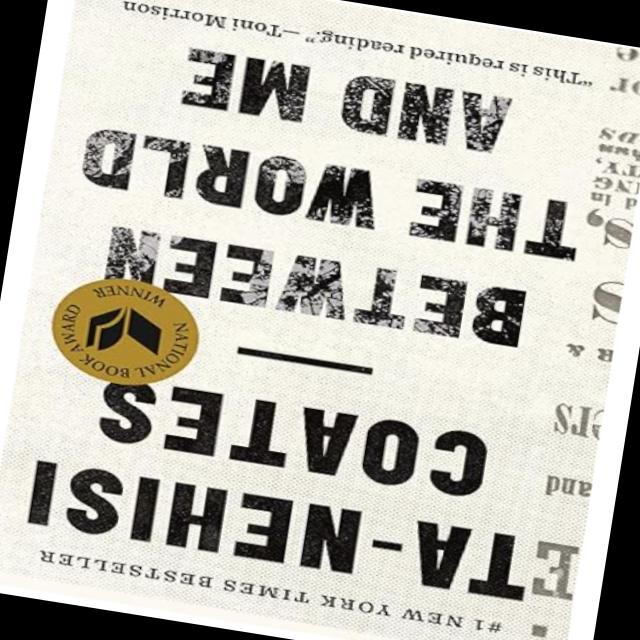 #1 NEW YORK TIMES BESTSELLER
TA-NEHISI
COATES
BETWEEN
THE WORLD
AND ME
"This is required reading." —Toni Morrison
NATIONAL BOOK AWARD
WINNER
and